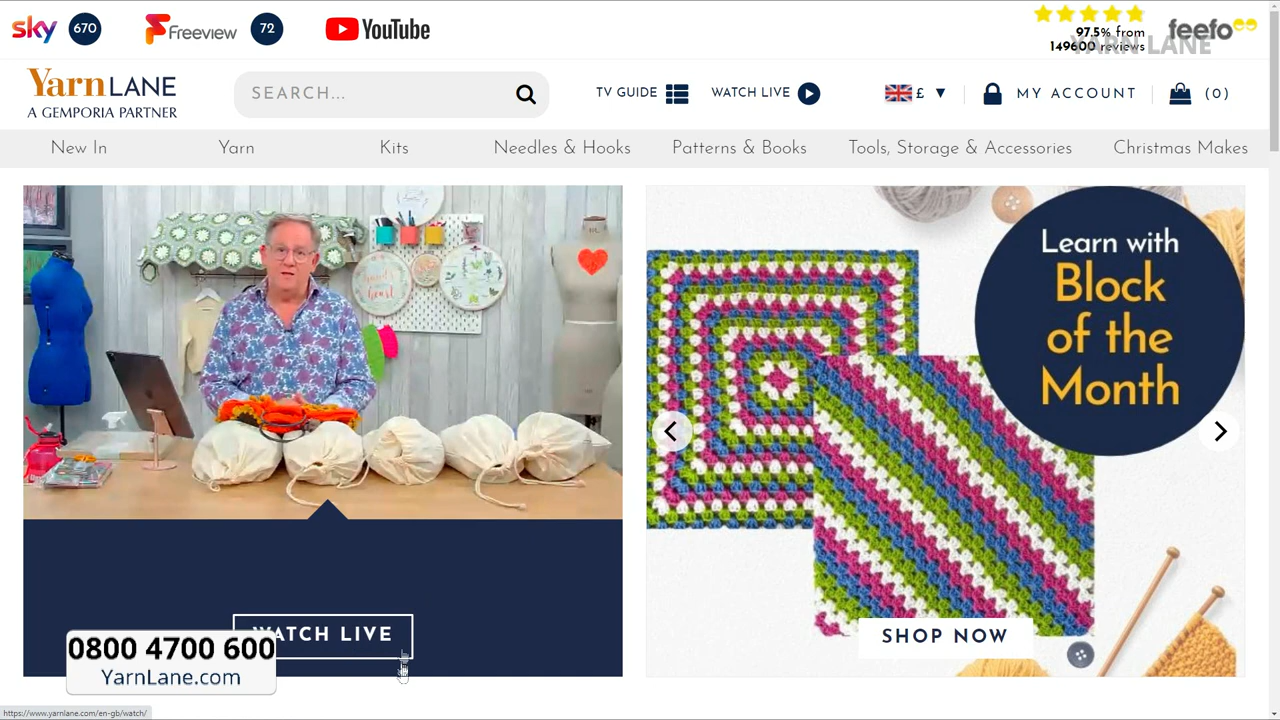 sky 670 Freeview 72 YouTube
97.5% from
149600 reviews
feefo
YARN LANE
Yarn LANE
A GEMPORIA PARTNER
SEARCH...
TV GUIDE
WATCH LIVE
£ ▼
MY ACCOUNT
(0)
New In Yarn Kits Needles & Hooks Patterns & Books Tools, Storage & Accessories Christmas Makes
Learn with
Block
of the
Month
WATCH LIVE
SHOP NOW
0800 4700 600
YarnLane.com
https://www.yarnlane.com/en-gb/watch/